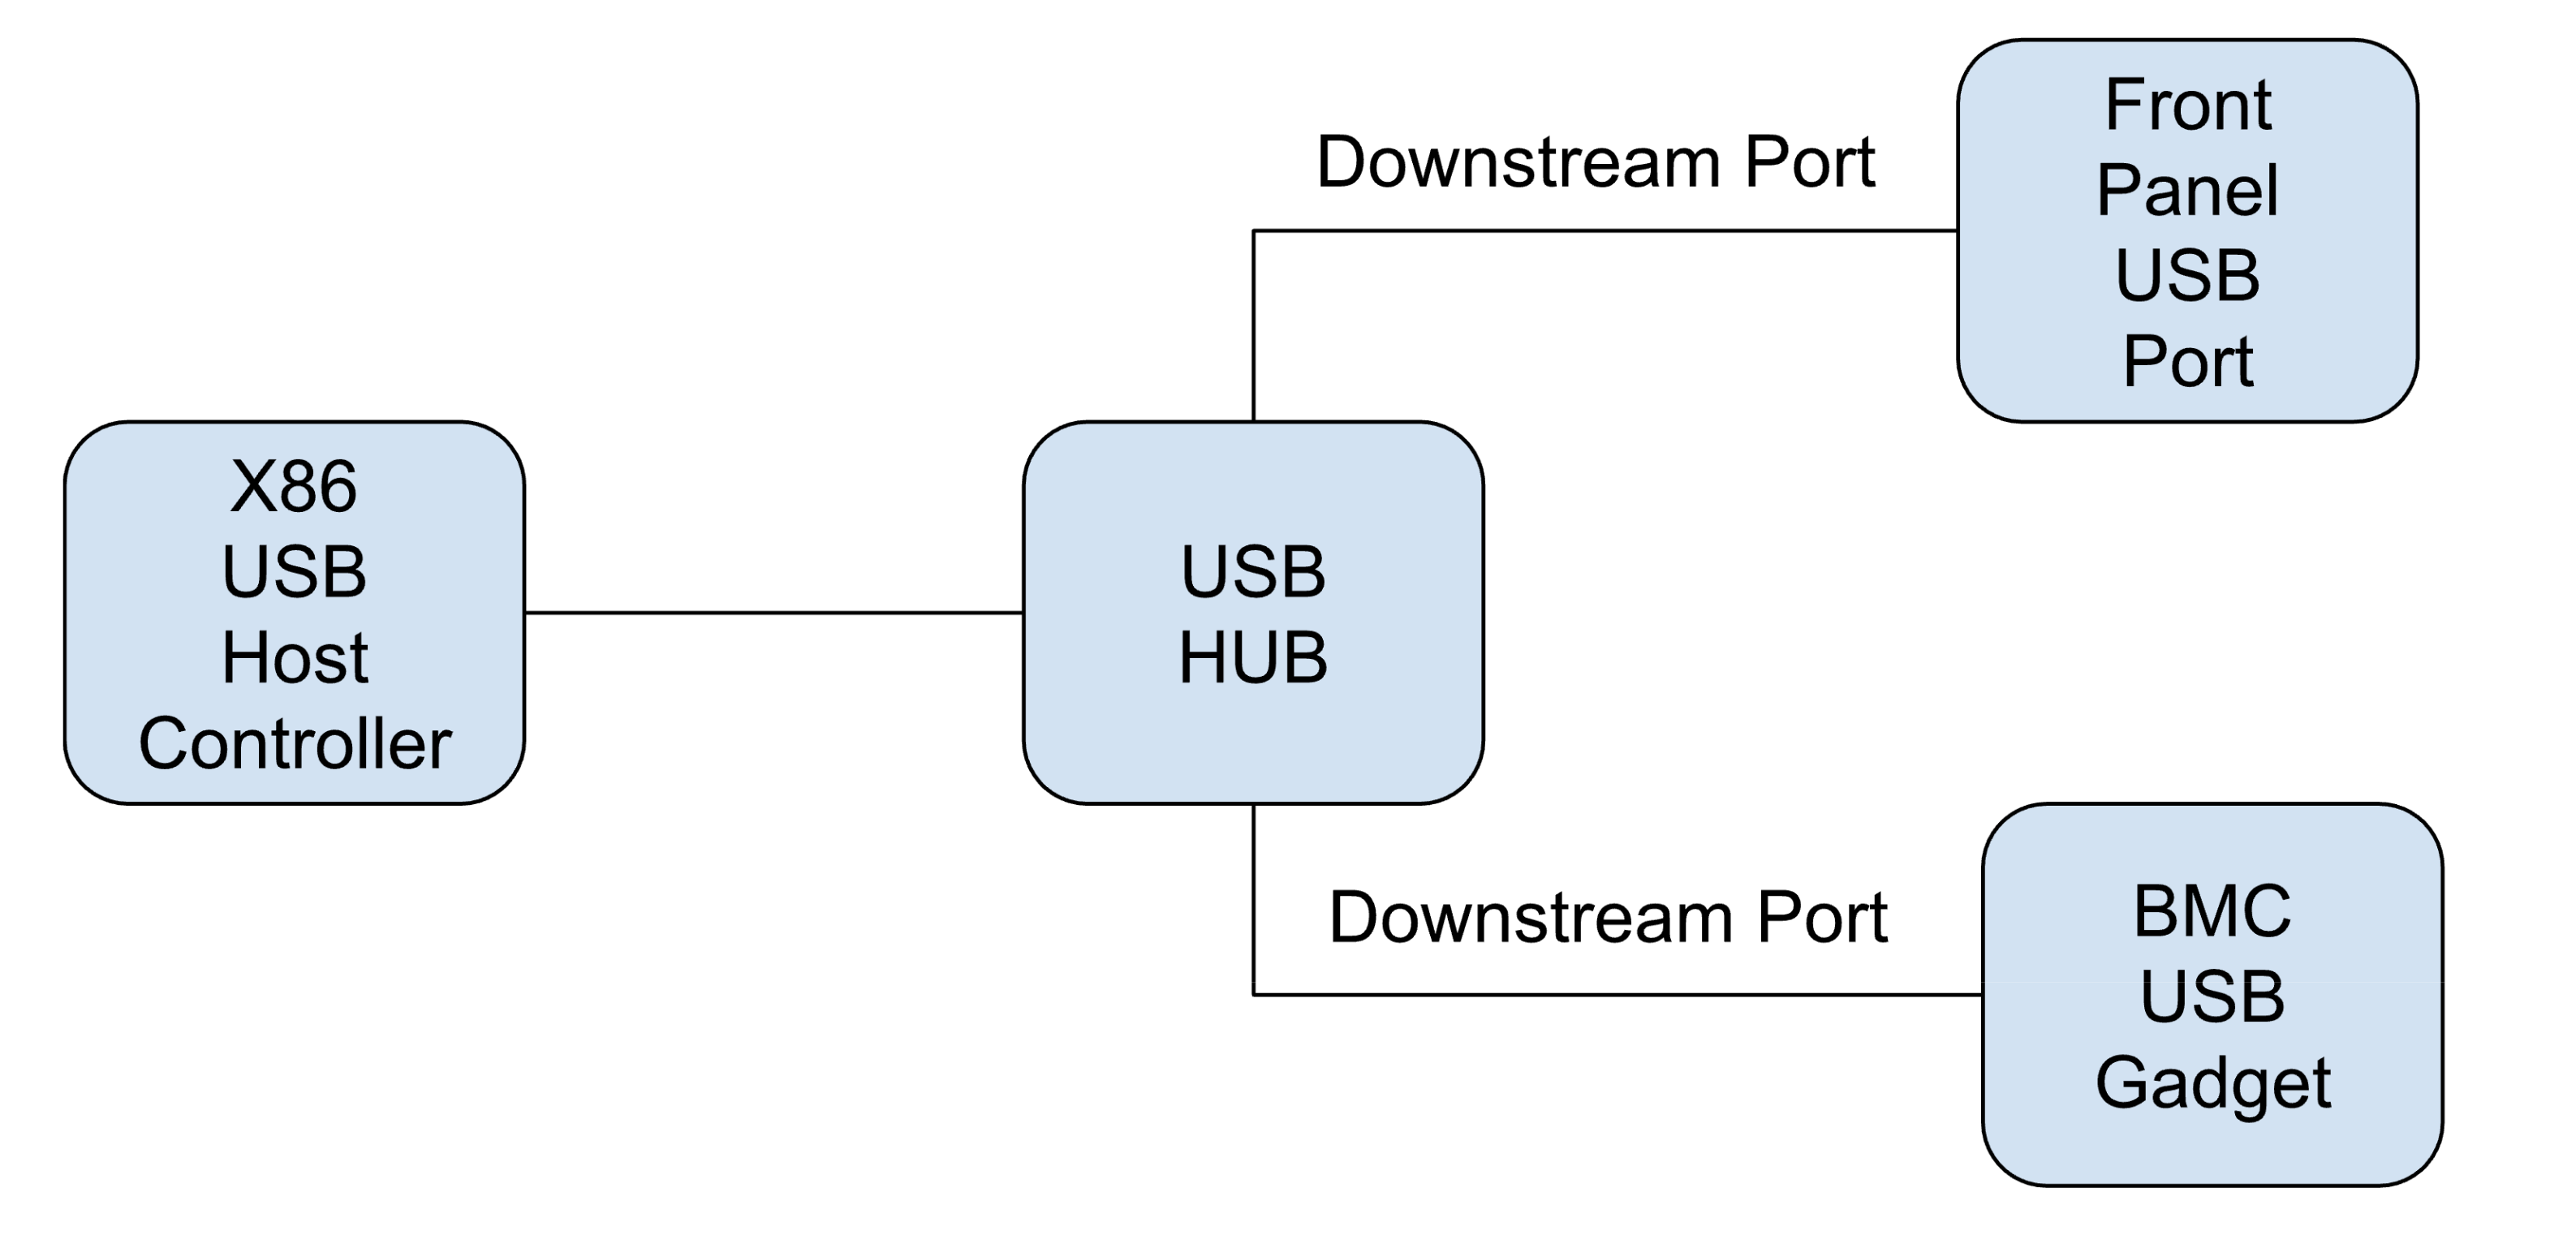 Front
Panel
USB
Port
Downstream Port
X86
USB
Host
Controller
USB
HUB
Downstream Port
BMC
USB
Gadget